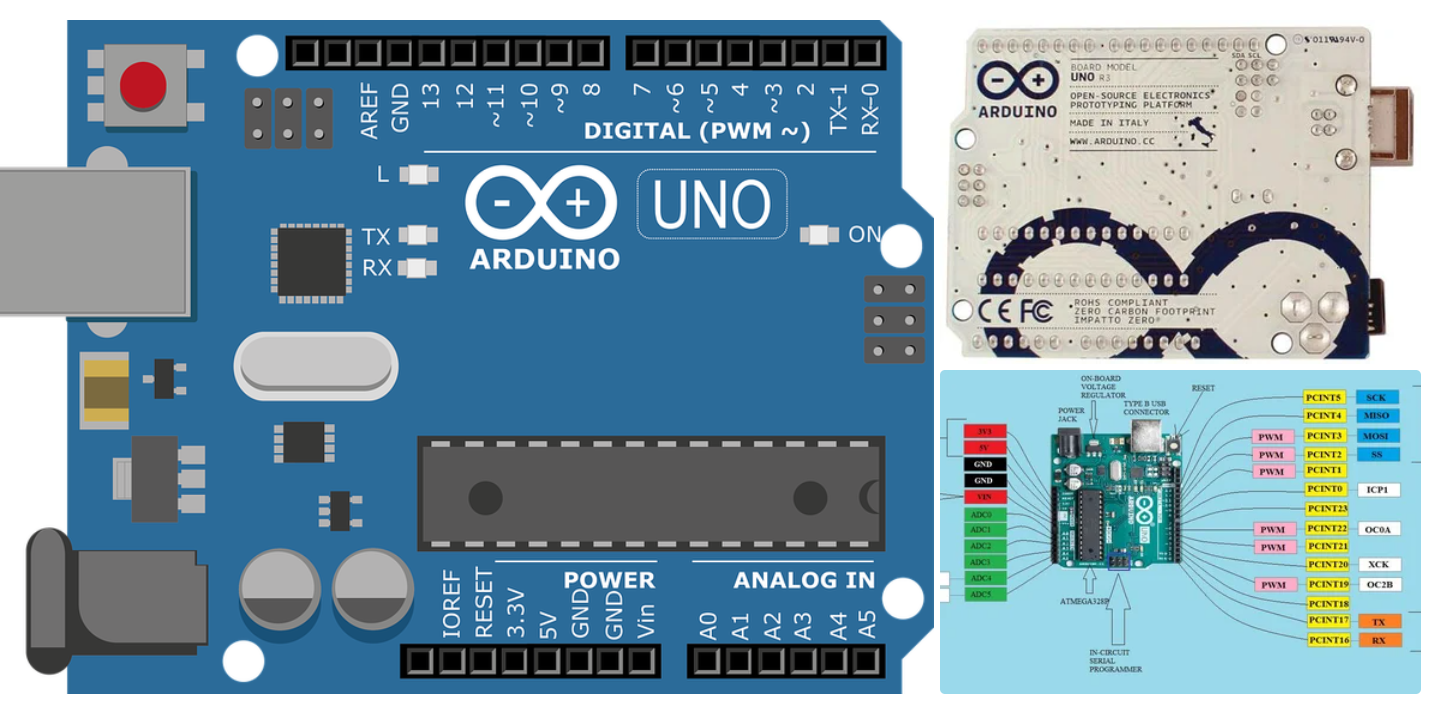 AREF
GND
13
12
~11
~10
~9
8
7
~6
~5
4
~3
2
TX-1
RX-0
DIGITAL (PWM ~)
L
TX
RX
ARDUINO
UNO
ON
POWER
ANALOG IN
IOREF
RESET
3.3V
5V
GND
GND
Vin
A0
A1
A2
A3
A4
A5
94V-0
SDA SCL
ARDUINO
BOARD MODEL
UNO R3
OPEN-SOURCE ELECTRONICS
PROTOTYPING PLATFORM
MADE IN ITALY
WWW.ARDUINO.CC
CE FC
ROHS COMPLIANT
ZERO CARBON FOOTPRINT
IMPATTO ZERO®
ON-BOARD
VOLTAGE
REGULATOR
POWER
JACK
TYPE B USB
CONNECTOR
RESET
3V3
5V
GND
GND
VIN
ADC0
ADC1
ADC2
ADC3
ADC4
ADC5
ARDUINO
UNO
ATMEGA328P
IN-CIRCUIT
SERIAL
PROGRAMMER
PCINT5 SCK
PCINT4 MISO
PWM PCINT3 MOSI
PWM PCINT2 SS
PWM PCINT1
PCINT0 ICP1
PCINT23
PWM PCINT22 OC0A
PWM PCINT21
PCINT20 XCK
PWM PCINT19 OC2B
PCINT18
PCINT17 TX
PCINT16 RX